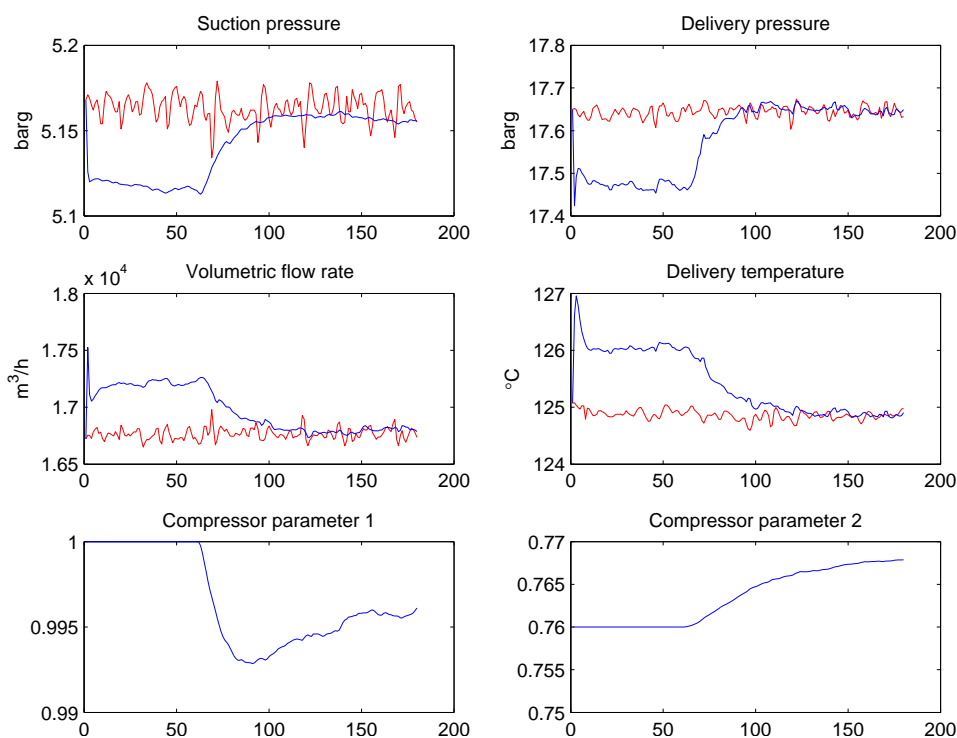 Suction pressure
5.2
5.15
5.1
barg
0 50 100 150 200
Delivery pressure
17.8
17.7
17.6
17.5
17.4
barg
0 50 100 150 200
Volumetric flow rate
x 10^4
1.8
1.75
1.7
1.65
m^3/h
0 50 100 150 200
Delivery temperature
127
126
125
124
°C
0 50 100 150 200
Compressor parameter 1
1
0.995
0.99
0 50 100 150 200
Compressor parameter 2
0.77
0.765
0.76
0.755
0.75
0 50 100 150 200